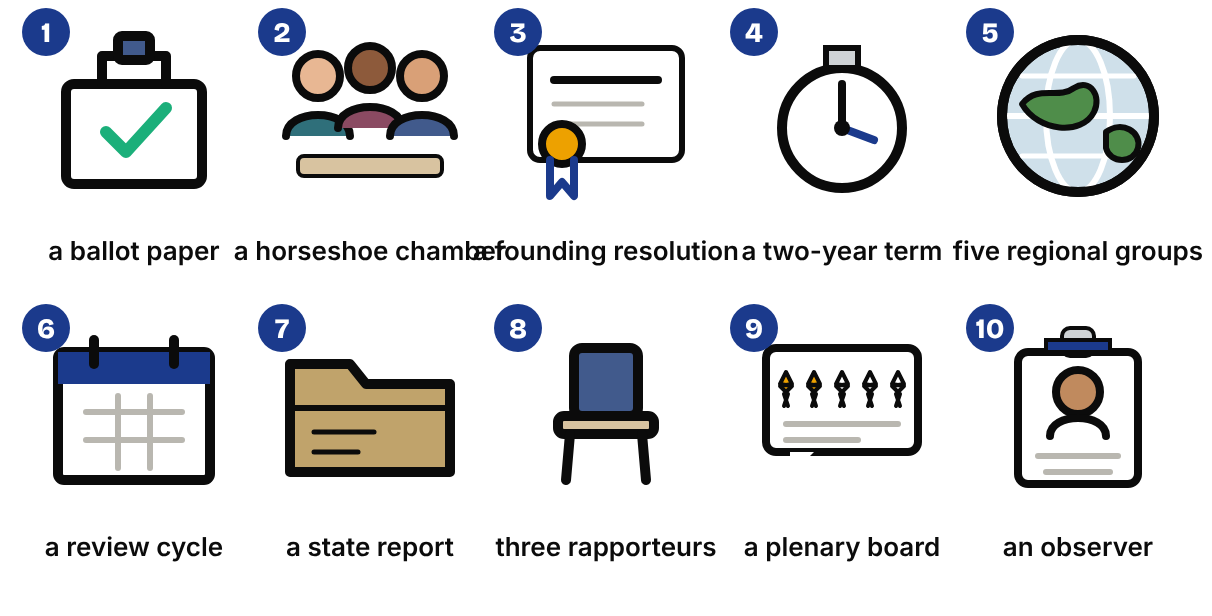 1
2
3
4
5
a ballot paper
a horseshoe chamber
a founding resolution
a two-year term
five regional groups
6
7
8
9
10
a review cycle
a state report
three rapporteurs
a plenary board
an observer